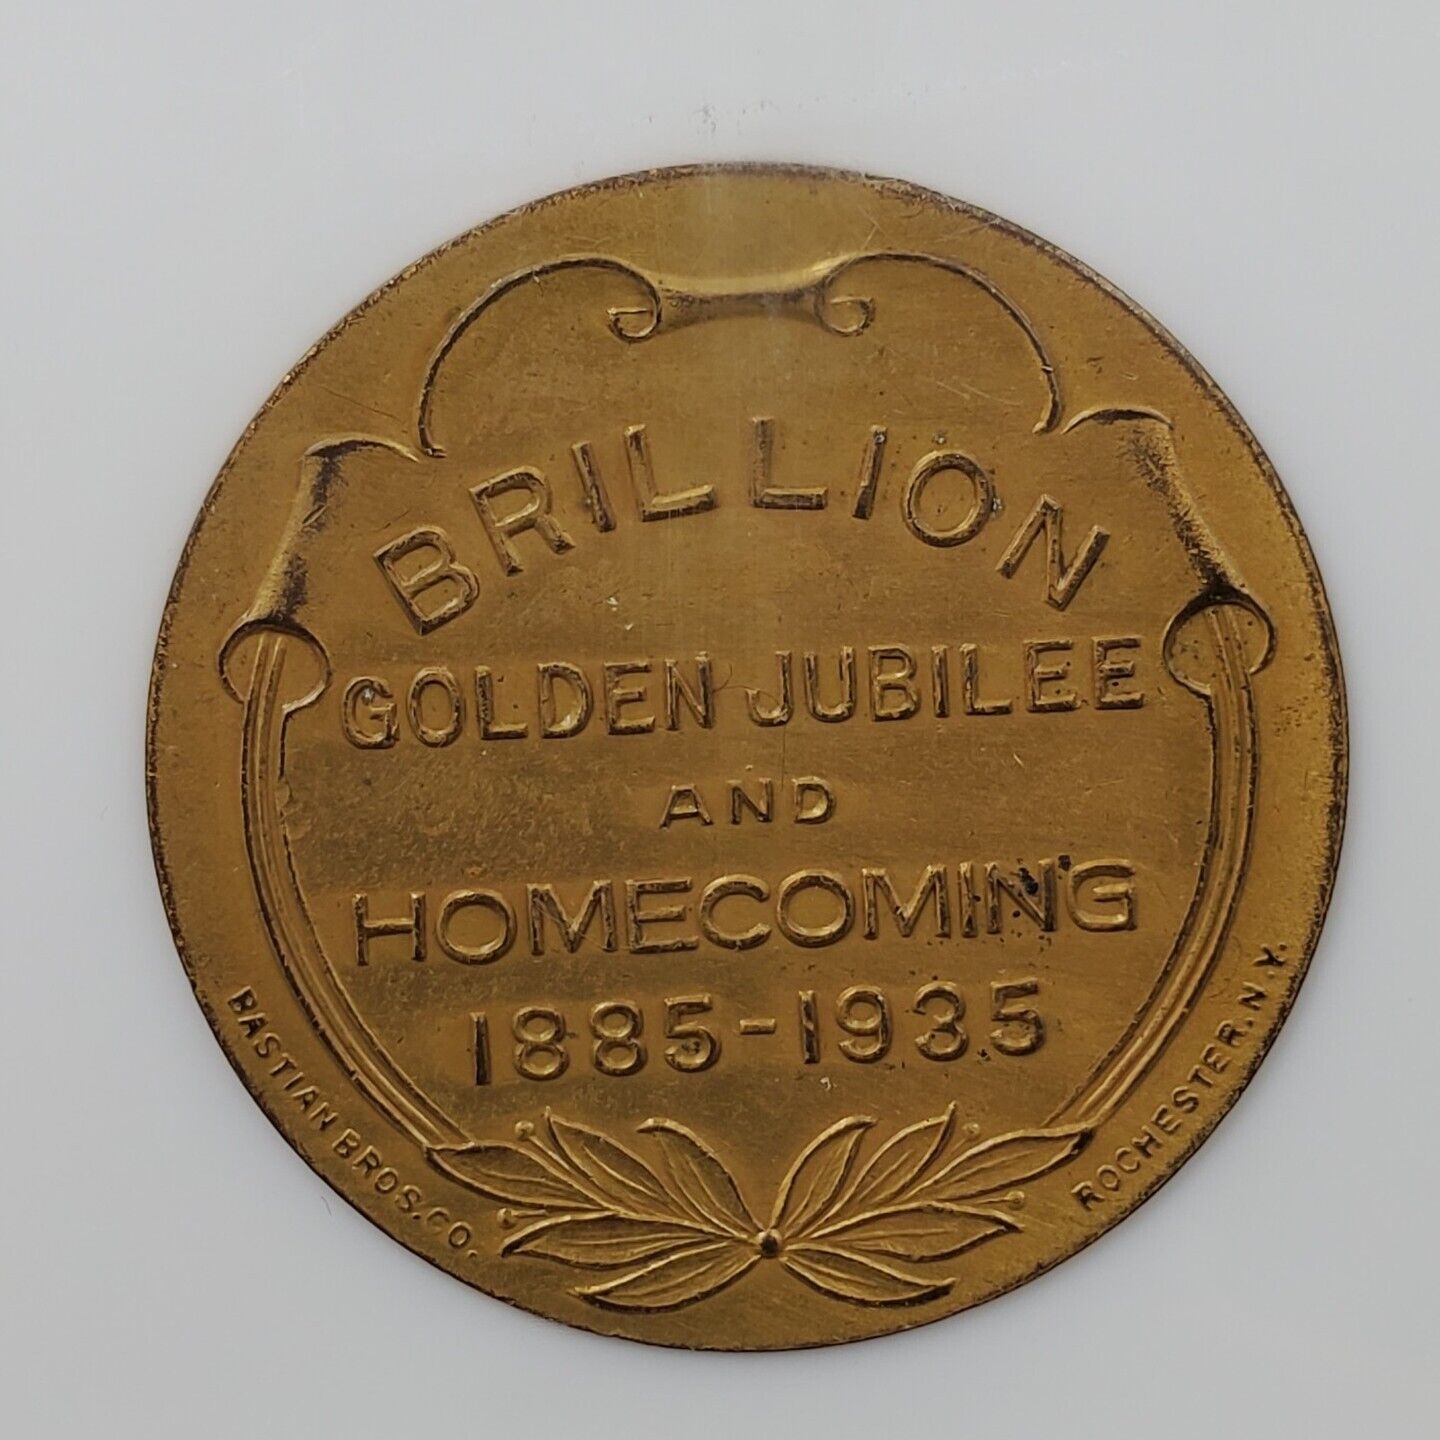 BRILLION
GOLDEN JUBILEE
AND
HOMECOMING
1885-1935
BASTIAN BROS. CO.
ROCHESTER. N.Y.